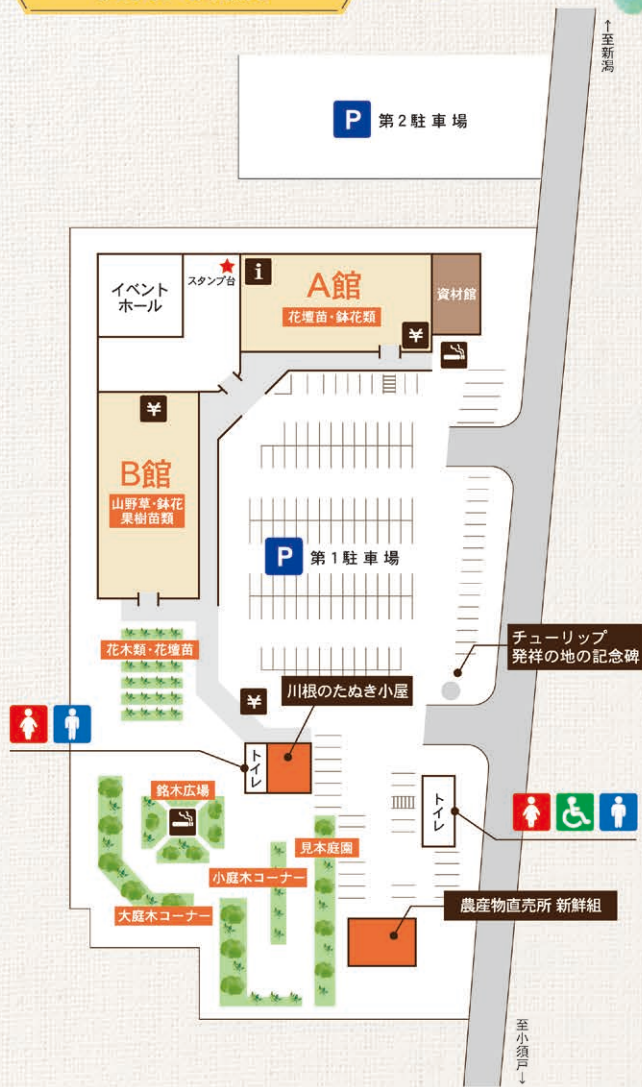 ↑至新潟
P 第2駐車場
イベント
ホール
スタンプ台
i
A館
花壇苗・鉢花類
資材館
¥
¥
B館
山野草・鉢花
果樹苗類
P 第1駐車場
チューリップ
発祥の地の記念碑
花木類・花壇苗
川根のたぬき小屋
¥
トイレ
銘木広場
トイレ
見本庭園
小庭木コーナー
大庭木コーナー
農産物直売所 新鮮組
至小須戸↓